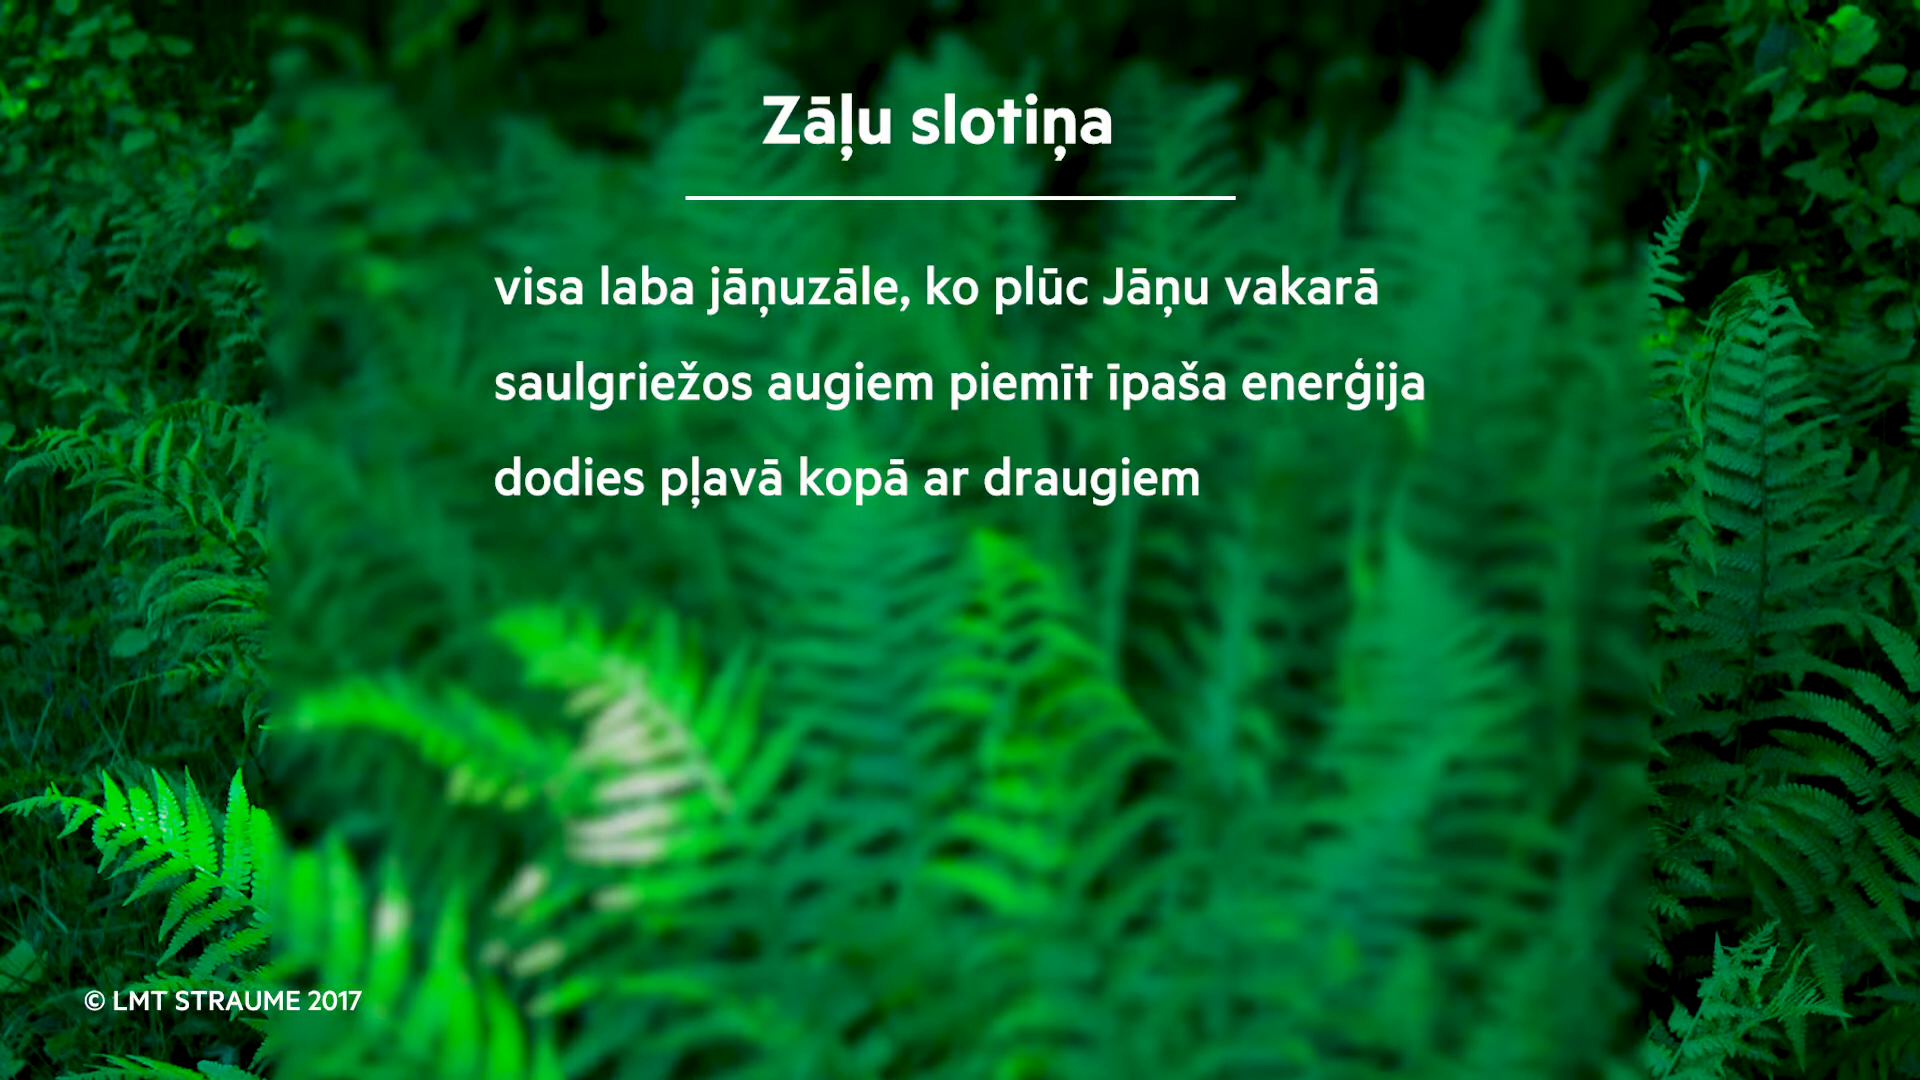 Zāļu slotiņa
visa laba jāņuzāle, ko plūc Jāņu vakarā
saulgriežos augiem piemīt īpaša enerģija
dodies pļavā kopā ar draugiem
© LMT STRAUME 2017